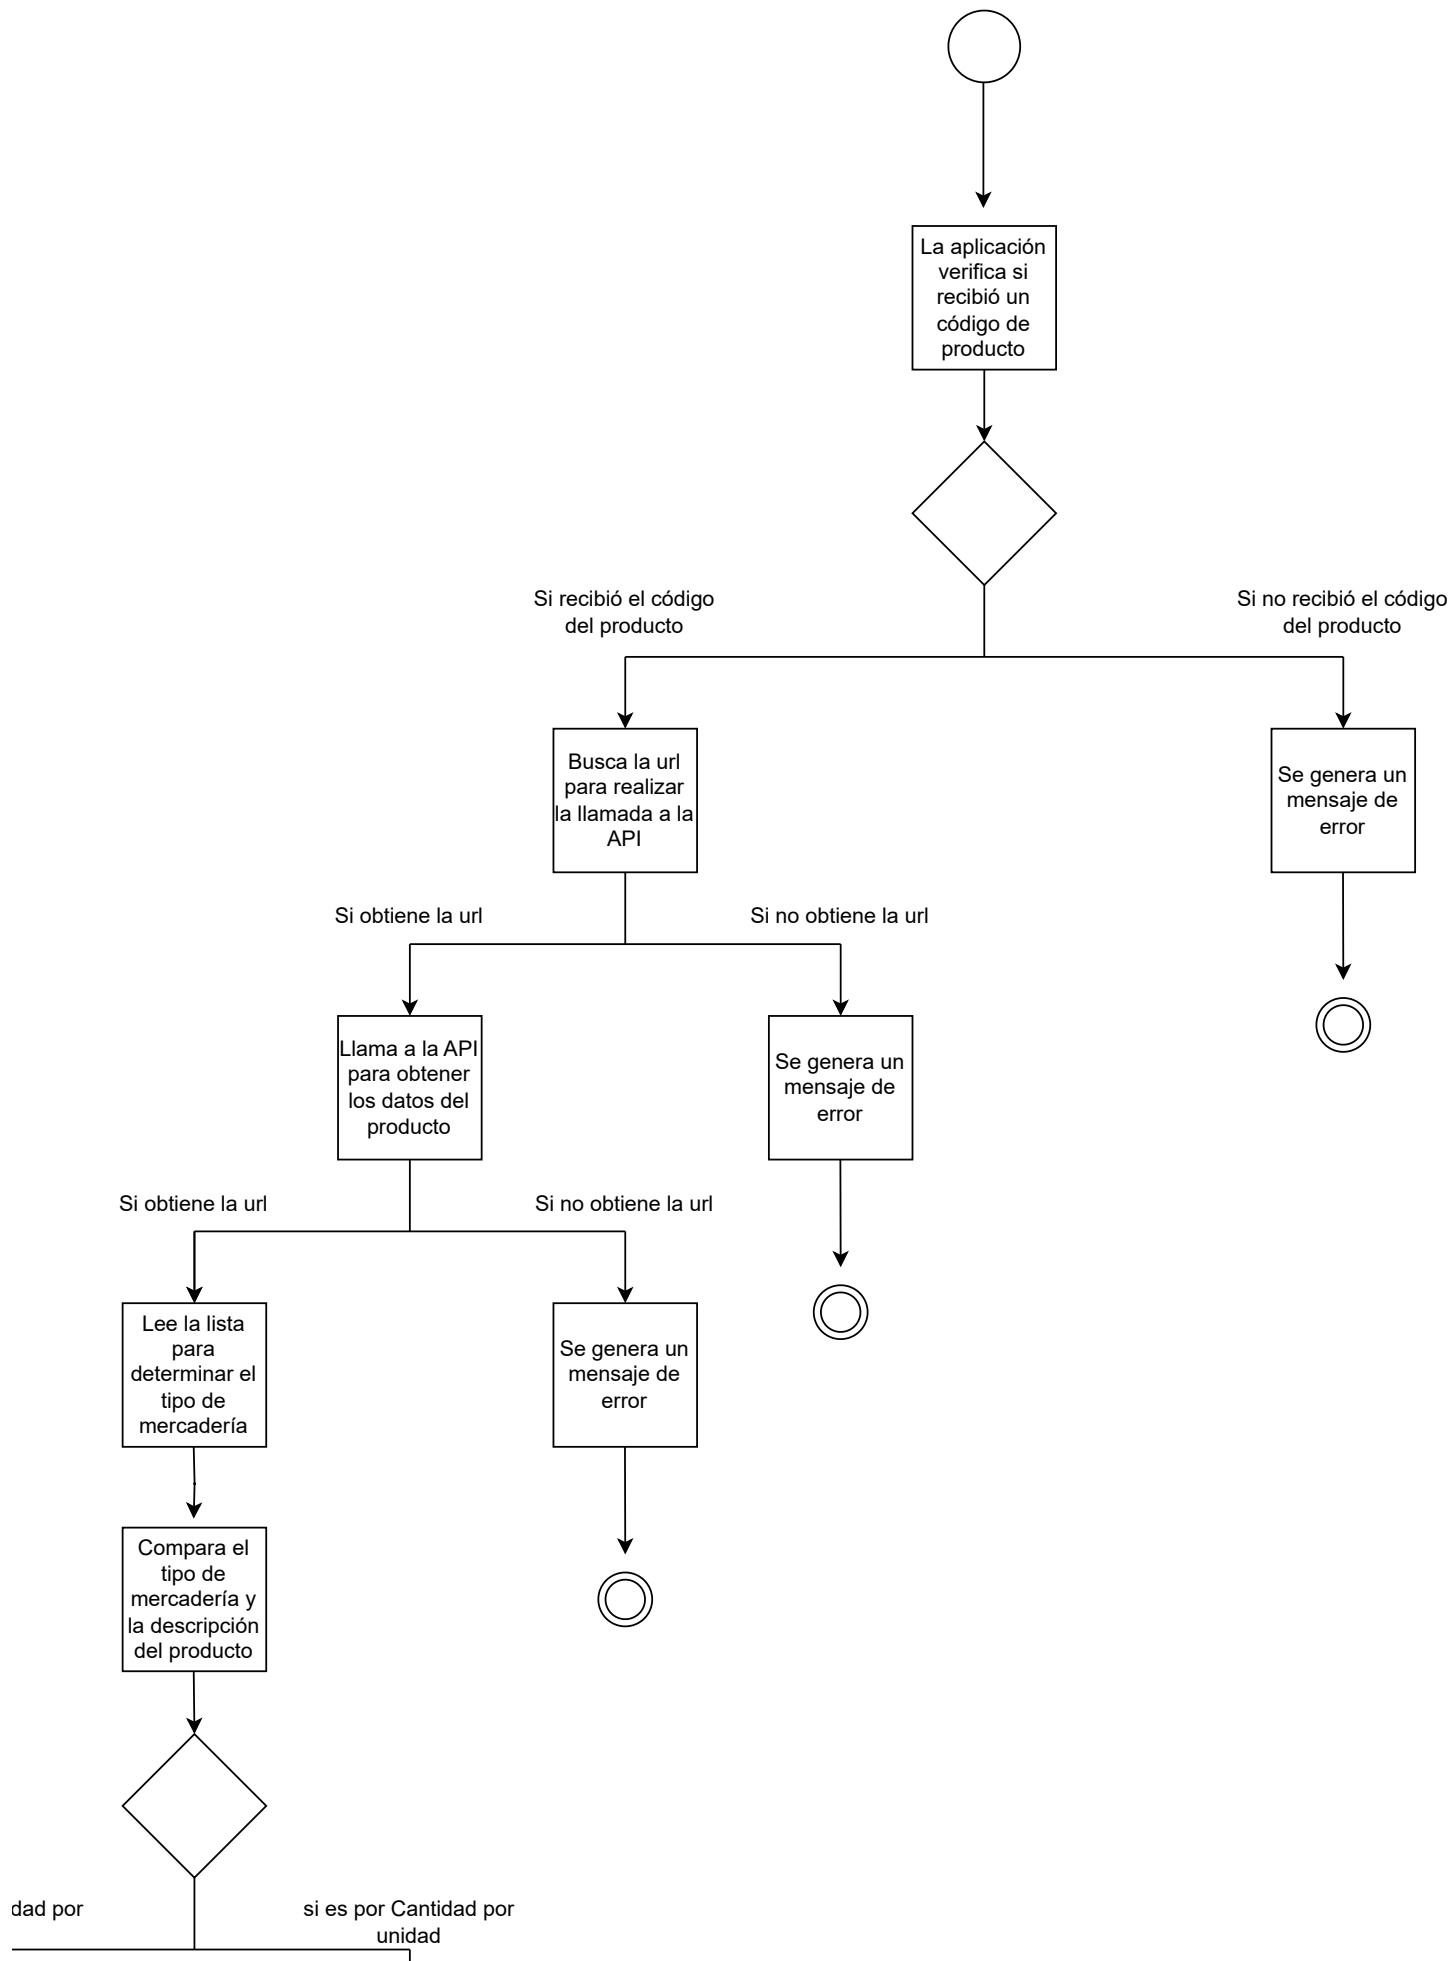 La aplicación
verifica si
recibió un
código de
producto
Si recibió el código
del producto
Si no recibió el código
del producto
Busca la url
para realizar
la llamada a la
API
Se genera un
mensaje de
error
Si obtiene la url
Si no obtiene la url
Llama a la API
para obtener
los datos del
producto
Se genera un
mensaje de
error
Si obtiene la url
Si no obtiene la url
Lee la lista
para
determinar el
tipo de
mercadería
Se genera un
mensaje de
error
Compara el
tipo de
mercadería y
la descripción
del producto
por
si es por Cantidad por
unidad